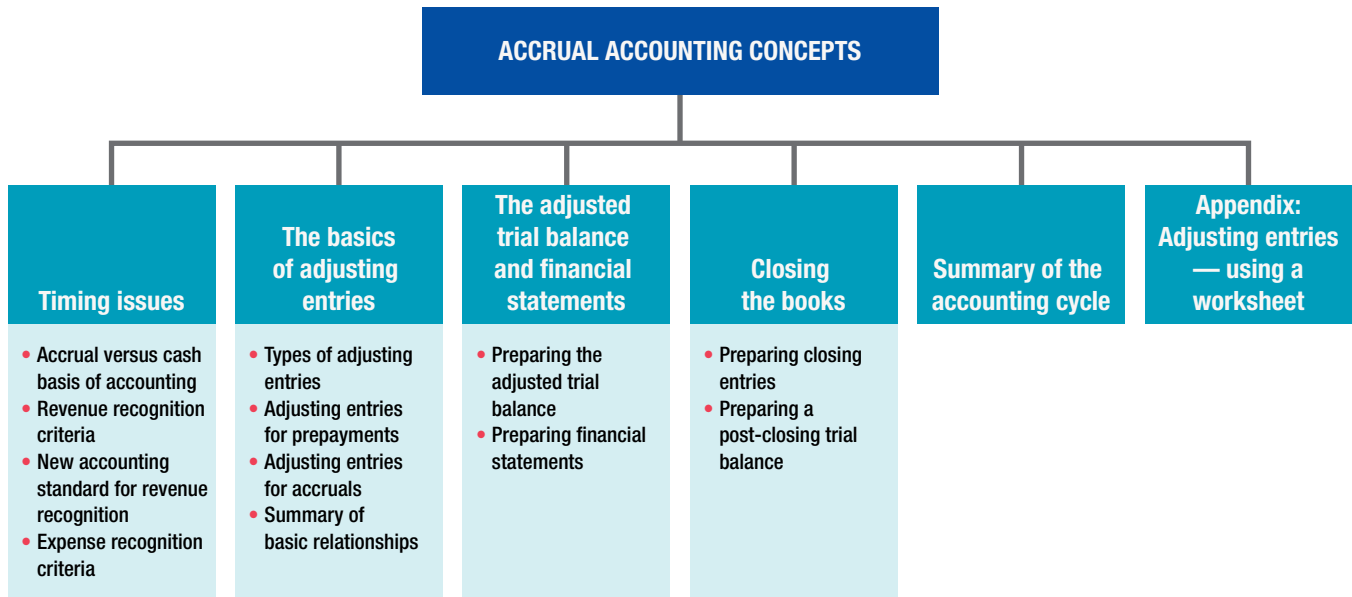 ACCRUAL ACCOUNTING CONCEPTS
Timing issues
• Accrual versus cash
basis of accounting
• Revenue recognition
criteria
• New accounting
standard for revenue
recognition
• Expense recognition
criteria
The basics
of adjusting
entries
• Types of adjusting
entries
• Adjusting entries
for prepayments
• Adjusting entries
for accruals
• Summary of
basic relationships
The adjusted
trial balance
and financial
statements
• Preparing the
adjusted trial
balance
• Preparing financial
statements
Closing
the books
• Preparing closing
entries
• Preparing a
post-closing trial
balance
Summary of the
accounting cycle
Appendix:
Adjusting entries
— using a
worksheet